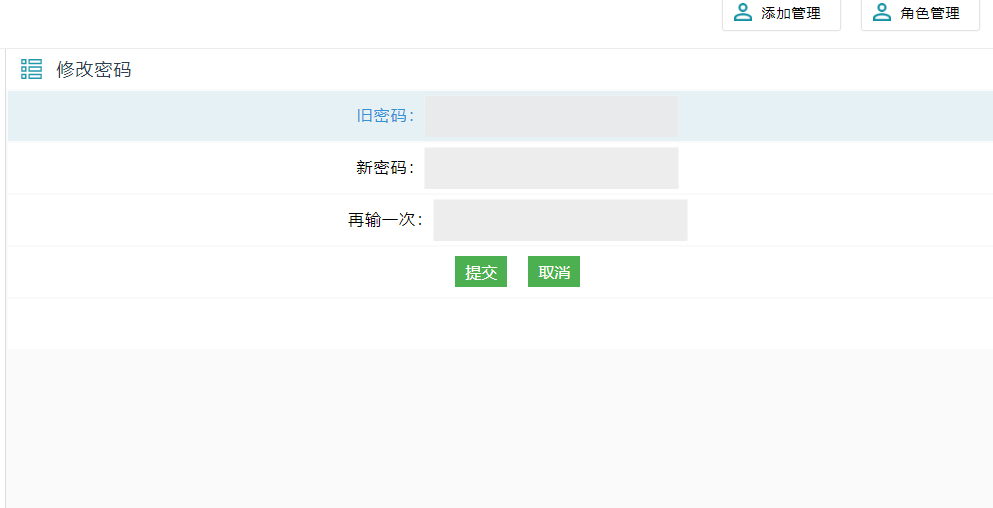 添加管理 角色管理
修改密码
旧密码：
新密码：
再输一次：
提交 取消